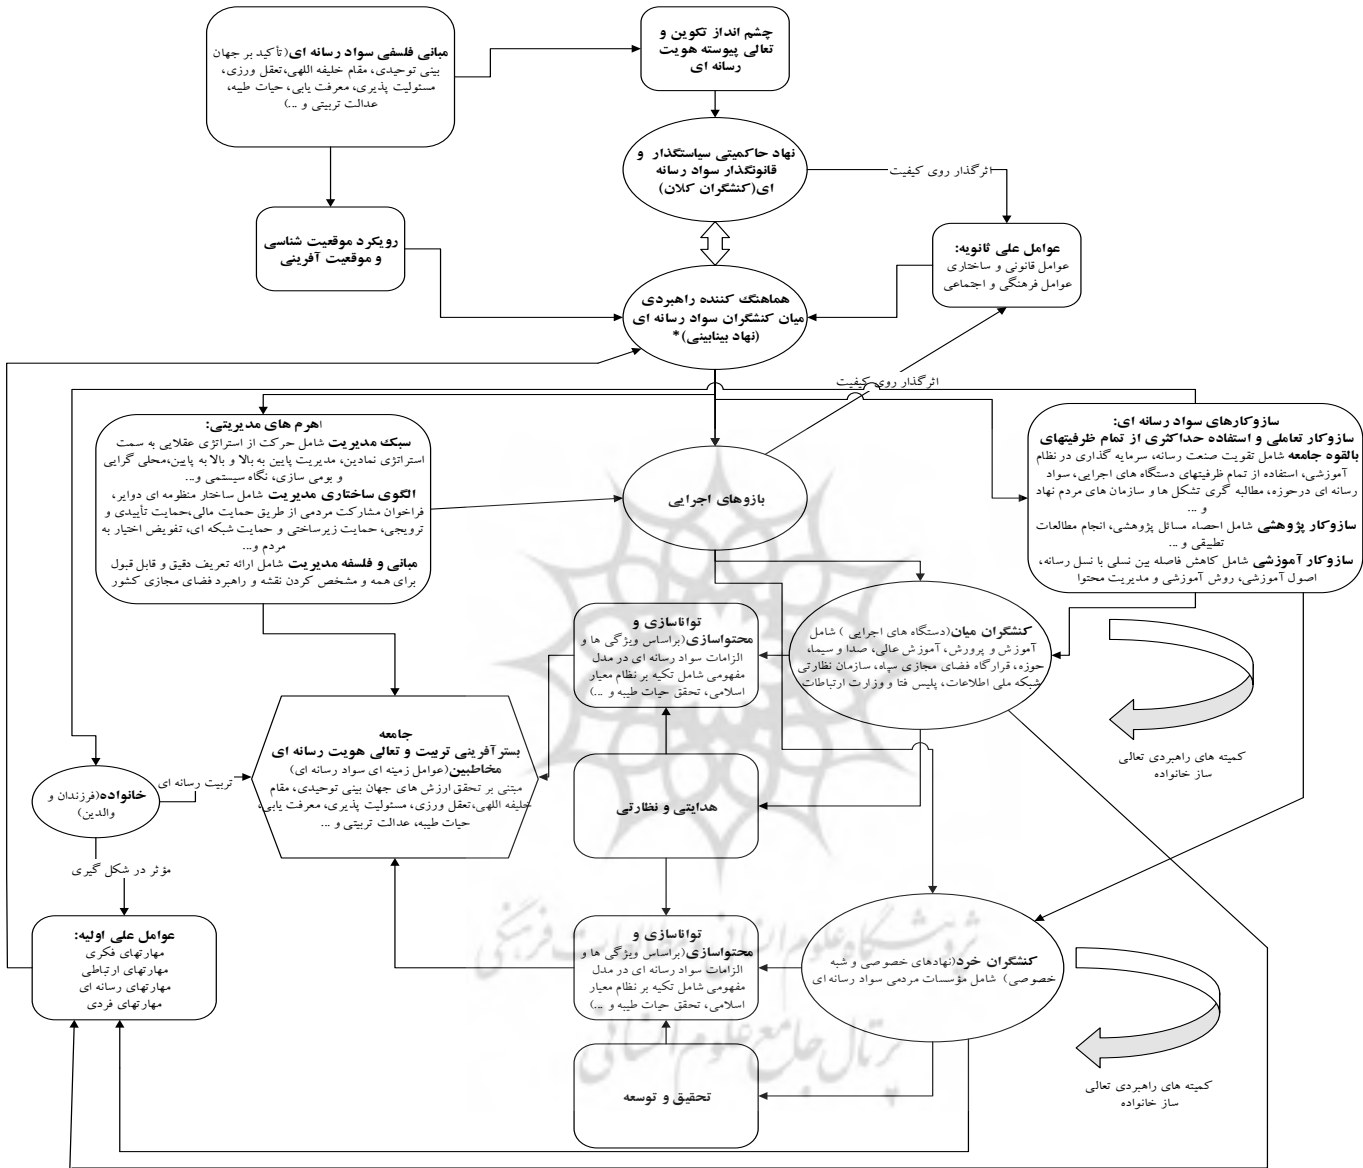 مبانی فلسفی سواد رسانه ای(تأکید بر جهان
بینی توحیدی، مقام خلیفه اللهی،تعقل ورزی،
مسئولیت پذیری، معرفت یابی، حیات طیبه،
عدالت تربیتی و ...)
چشم انداز تکوین و
تعالی پیوسته هویت
رسانه ای
نهاد حاکمیتی سیاستگذار و
قانونگذار سواد رسانه
ای(کنشگران کلان)
اثرگذار روی کیفیت
رویکرد موقعیت شناسی
و موقعیت آفرینی
عوامل علی ثانویه:
عوامل قانونی و ساختاری
عوامل فرهنگی و اجتماعی
هماهنگ کننده راهبردی
میان کنشگران سواد رسانه ای
(نهاد بینابینی)*
اثرگذار روی کیفیت
اهرم های مدیریتی:
سبک مدیریت شامل حرکت از استراتژی عقلایی به سمت
استراتژی نمادین، مدیریت پایین به بالا و بالا به پایین،محلی گرایی
و بومی سازی، نگاه سیستمی و...
الگوی ساختاری مدیریت شامل ساختار منظومه ای دوایر،
فراخوان مشارکت مردمی از طریق حمایت مالی،حمایت تأییدی و
ترویجی، حمایت زیرساختی و حمایت شبکه ای، تفویض اختیار به
مردم و...
مبانی و فلسفه مدیریت شامل ارائه تعریف دقیق و قابل قبول
برای همه و مشخص کردن نقشه و راهبرد فضای مجازی کشور
بازوهای اجرایی
سازوکارهای سواد رسانه ای:
سازوکار تعاملی و استفاده حداکثری از تمام ظرفیتهای
بالقوه جامعه شامل تقویت صنعت رسانه، سرمایه گذاری در نظام
آموزشی، استفاده از تمام ظرفیتهای دستگاه های اجرایی، سواد
رسانه ای درحوزه، مطالبه گری تشکل ها و سازمان های مردم نهاد
و ...
سازوکار پژوهشی شامل احصاء مسائل پژوهشی، انجام مطالعات
تطبیقی و ...
سازوکار آموزشی شامل کاهش فاصله بین نسلی با نسل رسانه،
اصول آموزشی، روش آموزشی و مدیریت محتوا
تواناسازی و
محتواسازی(براساس ویژگی ها و
الزامات سواد رسانه ای در مدل
مفهومی شامل تکیه بر نظام معیار
اسلامی، تحقق حیات طیبه و ...)
کنشگران میان(دستگاه های اجرایی ) شامل
آموزش و پرورش، آموزش عالی، صدا و سیما،
حوزه، قرارگاه فضای مجازی سپاه، سازمان نظارتی
شبکه ملی اطلاعات، پلیس فتا و وزارت ارتباطات
کمیته های راهبردی تعالی
ساز خانواده
جامعه
بسترآفرینی تربیت و تعالی هویت رسانه ای
مخاطبین(عوامل زمینه ای سواد رسانه ای)
مبتنی بر تحقق ارزش های جهان بینی توحیدی، مقام
خلیفه اللهی،تعقل ورزی، مسئولیت پذیری، معرفت یابی،
حیات طیبه، عدالت تربیتی و ...
تربیت رسانه ای
خانواده(فرزندان و
والدین)
هدایتی و نظارتی
مؤثر در شکل گیری
عوامل علی اولیه:
مهارتهای فکری
مهارتهای ارتباطی
مهارتهای رسانه ای
مهارتهای فردی
تواناسازی و
محتواسازی(براساس ویژگی ها و
الزامات سواد رسانه ای در مدل
مفهومی شامل تکیه بر نظام معیار
اسلامی، تحقق حیات طیبه و ...)
کنشگران خرد(نهادهای خصوصی و شبه
خصوصی) شامل مؤسسات مردمی سواد رسانه ای
تحقیق و توسعه
کمیته های راهبردی تعالی
ساز خانواده
پژوهشگاه علوم انسانی و مطالعات فرهنگی
پرتال جامع علوم انسانی